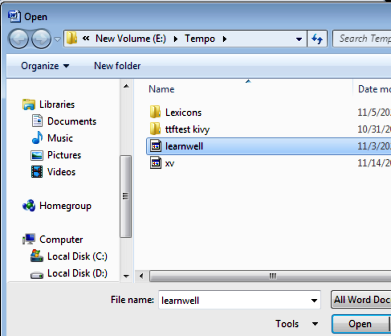 Open
« New Volume (E:) ▸ Tempo ▸ Search Tempo
Organize New folder
Name Date mo
Libraries
Documents
Music
Pictures
Videos
Homegroup
Computer
Local Disk (C:)
Local Disk (D:)
Lexicons 11/5/20
ttftest kivy 10/31/2
learnwell 11/3/20
xv 11/14/2
File name: learnwell All Word Doc
Tools Open